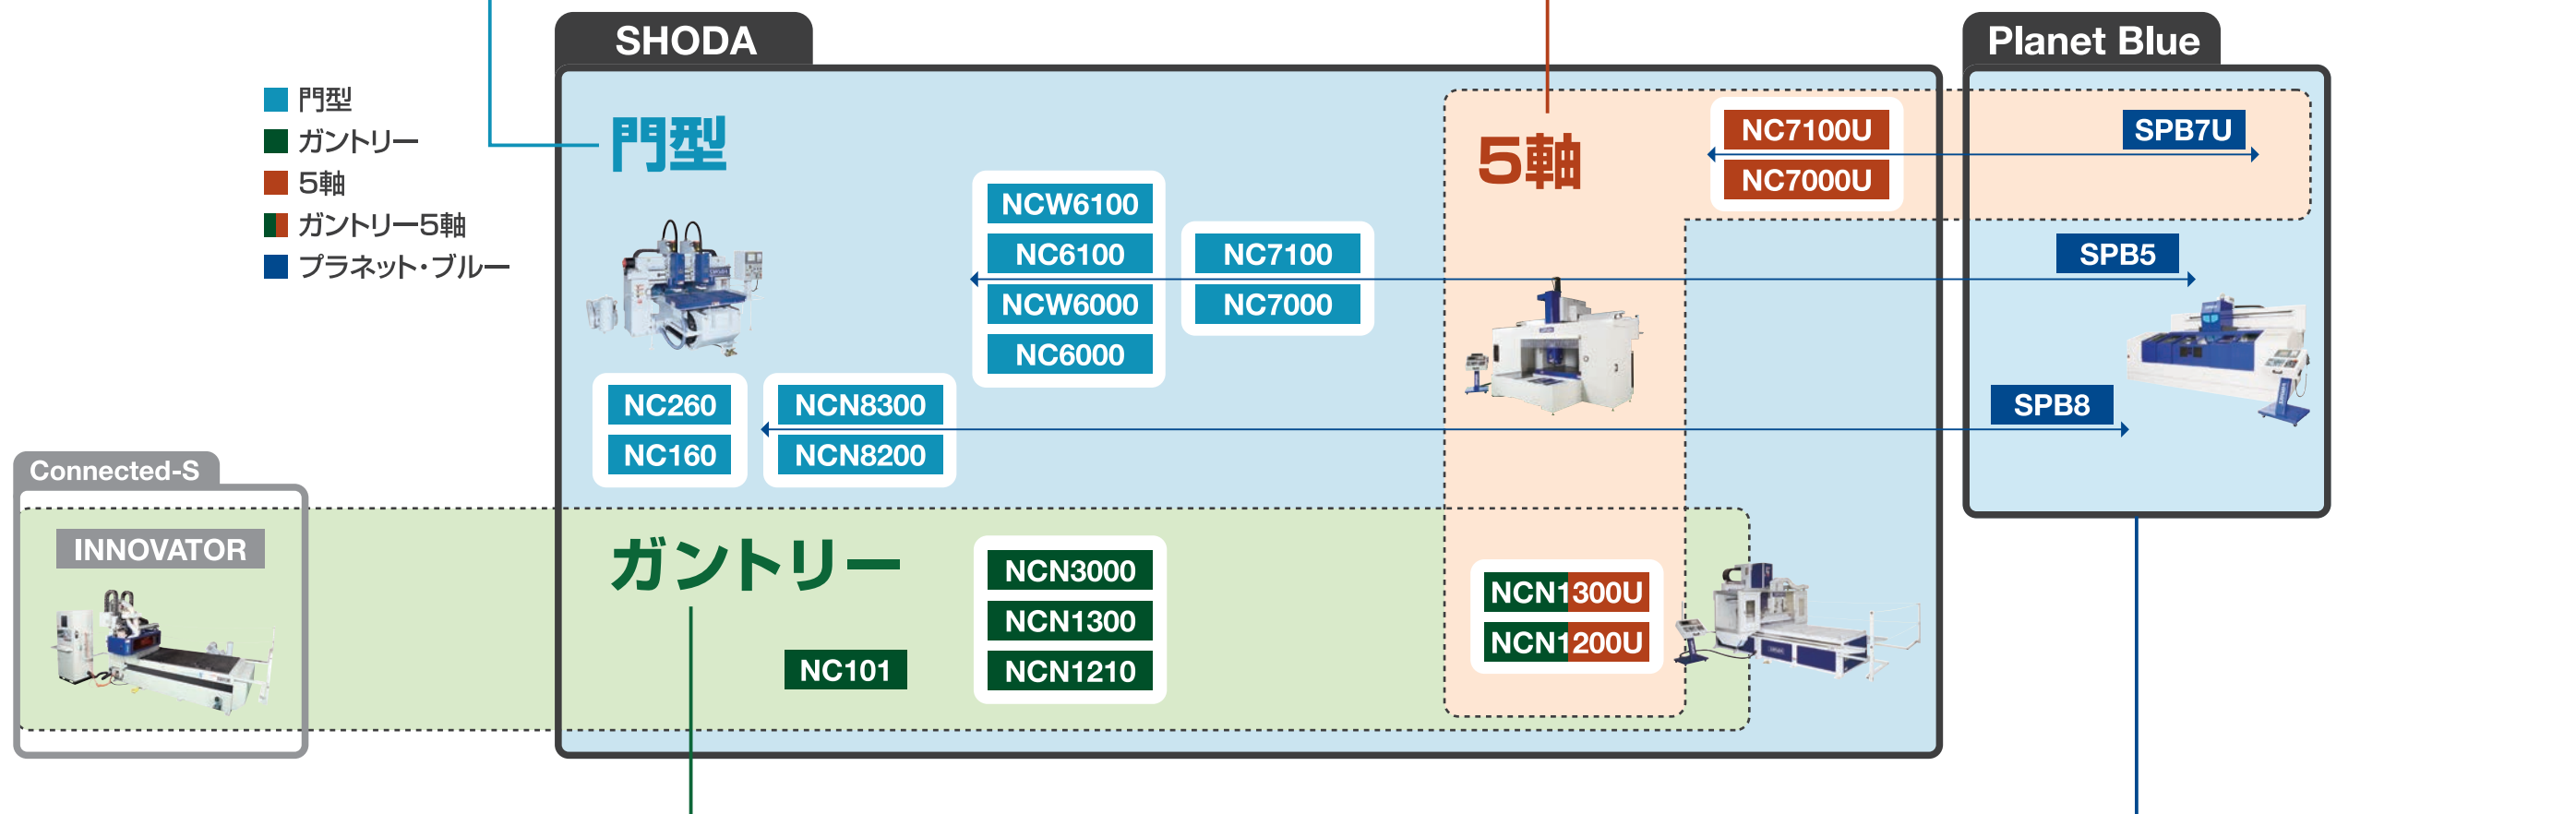 SHODA
Planet Blue
門型
ガントリー
5軸
ガントリー5軸
プラネット・ブルー
門型
5軸
NC7100U
NC7000U
SPB7U
NCW6100
NC6100
NCW6000
NC6000
NC7100
NC7000
SPB5
NC260
NC160
NCN8300
NCN8200
SPB8
Connected-S
INNOVATOR
ガントリー
NC101
NCN3000
NCN1300
NCN1210
NCN1300U
NCN1200U